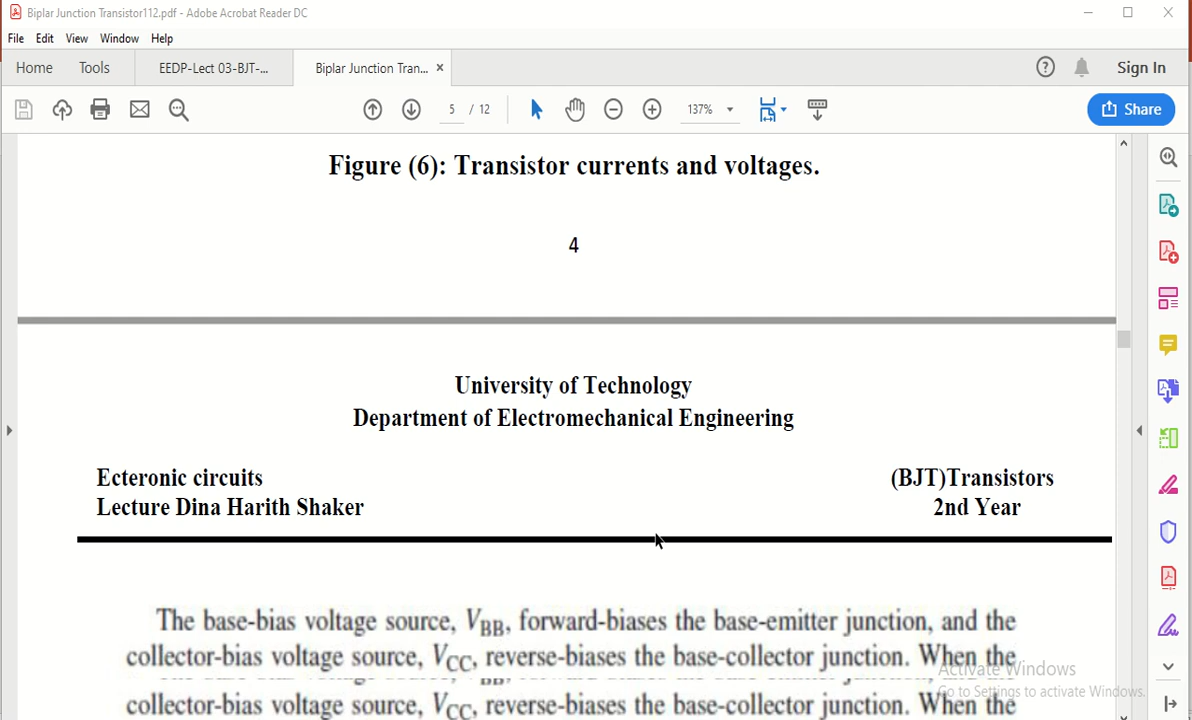 Biplar Junction Transistor112.pdf - Adobe Acrobat Reader DC
File Edit View Window Help
Home Tools EEDP-Lect 03-BJT-... Biplar Junction Tran... × Sign In
5 / 12 137% Share
Figure (6): Transistor currents and voltages.
4
University of Technology
Department of Electromechanical Engineering
Ecteronic circuits (BJT)Transistors
Lecture Dina Harith Shaker 2nd Year
The base-bias voltage source, VBB, forward-biases the base-emitter junction, and the
collector-bias voltage source, VCC, reverse-biases the base-collector junction. When the
Activate Windows
Go to Settings to activate Windows.
collector-bias voltage source, VCC, reverse-biases the base-collector junction. When the